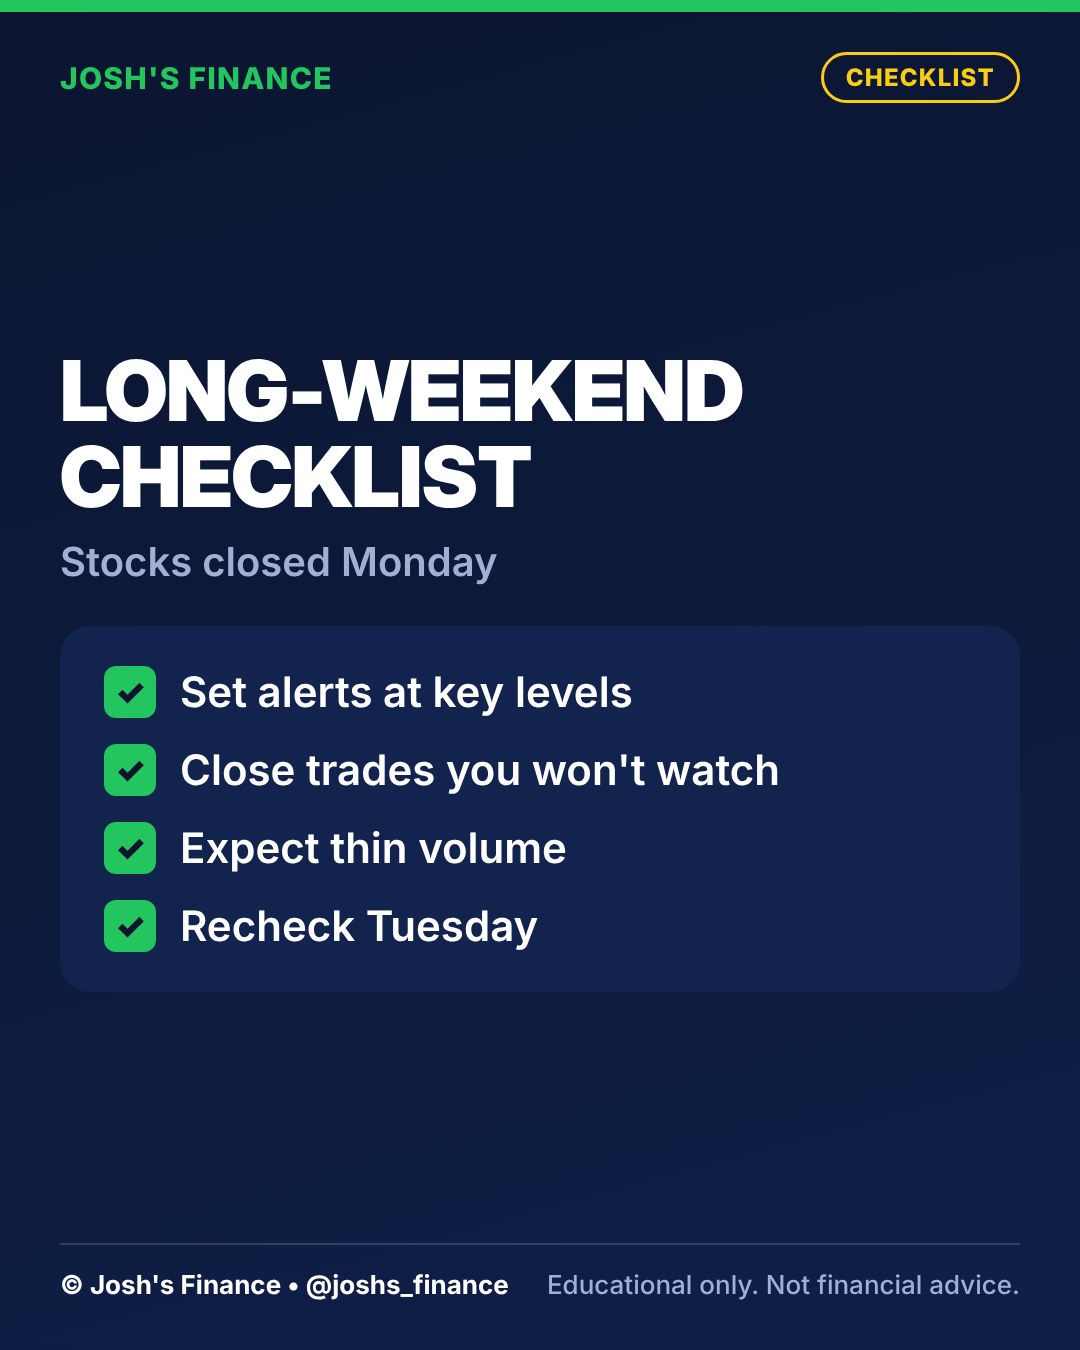 JOSH'S FINANCE
CHECKLIST
LONG-WEEKEND
CHECKLIST
Stocks closed Monday
Set alerts at key levels
Close trades you won't watch
Expect thin volume
Recheck Tuesday
© Josh's Finance • @joshs_finance
Educational only. Not financial advice.